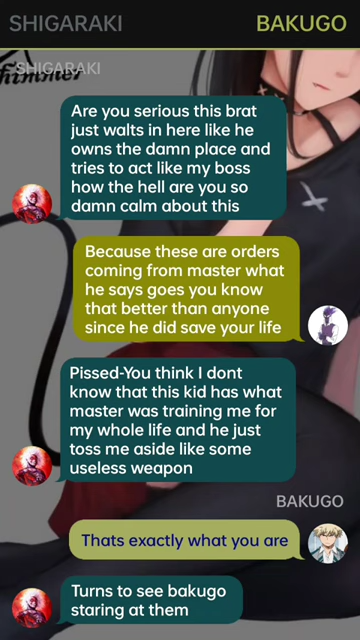 SHIGARAKI
BAKUGO
Shimmer
SHIGARAKI
Are you serious this brat
just walts in here like he
owns the damn place and
tries to act like my boss
how the hell are you so
damn calm about this
Because these are orders
coming from master what
he says goes you know
that better than anyone
since he did save your life
Pissed-You think I dont
know that this kid has what
master was training me for
my whole life and he just
toss me aside like some
useless weapon
BAKUGO
Thats exactly what you are
Turns to see bakugo
staring at them